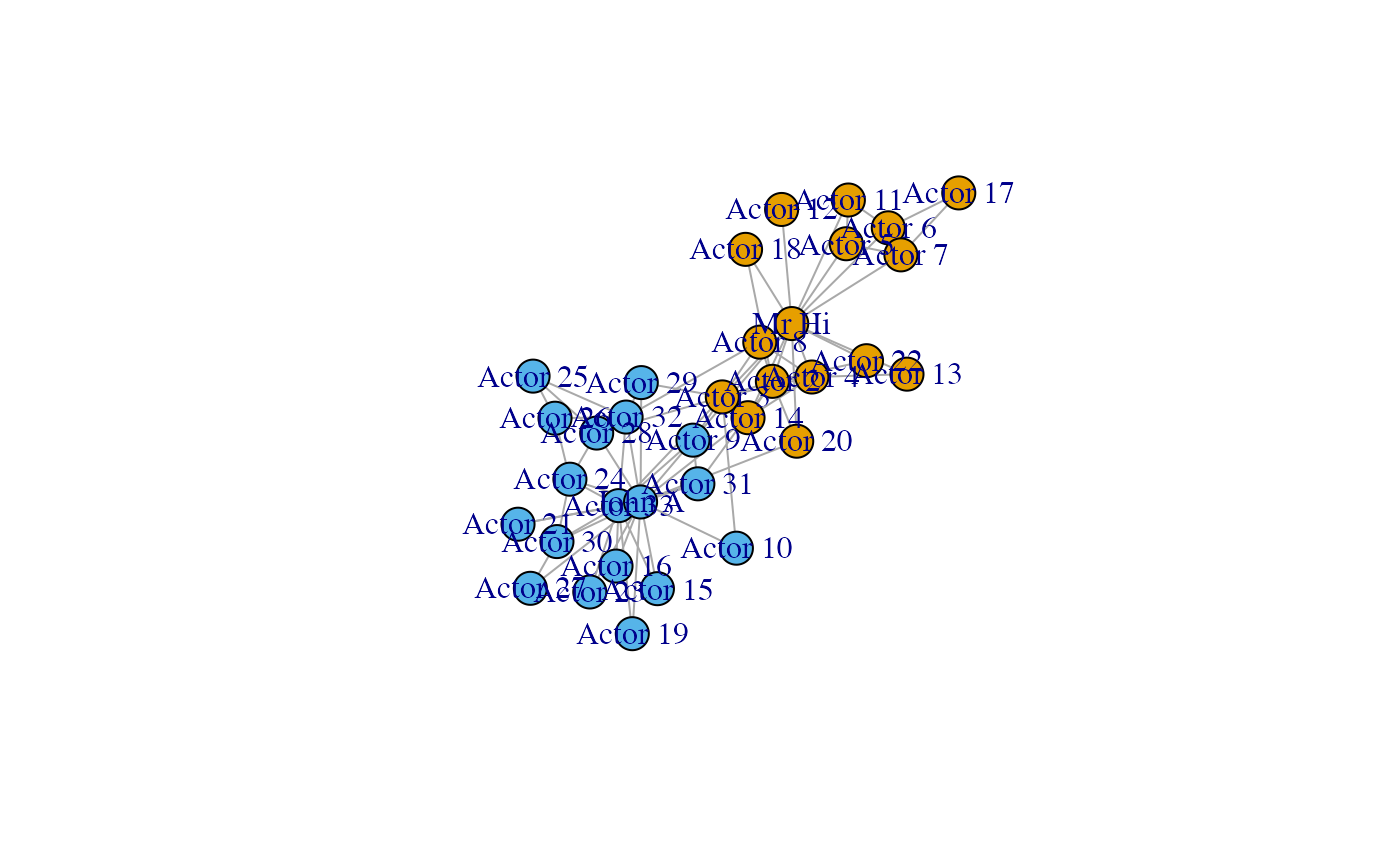 Actor 17
Actor 11
Actor 12
Actor 6
Actor 5
Actor 18
Actor 7
Mr Hi
Actor 8
Actor 22
Actor 13
Actor 4
Actor 2
Actor 25
Actor 29
Actor 3
Actor 32
Actor 26
Actor 14
Actor 28
Actor 9
Actor 20
Actor 24
Actor 31
John A
Actor 33
Actor 21
Actor 30
Actor 10
Actor 16
Actor 27
Actor 23
Actor 15
Actor 19